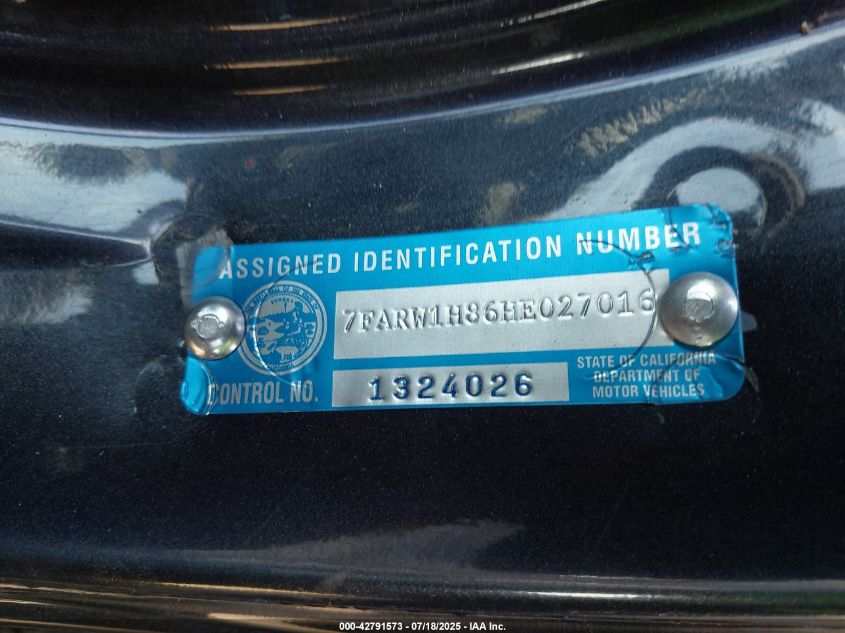 ASSIGNED IDENTIFICATION NUMBER
7FARW1H86HE027016
CONTROL NO.
1324026
STATE OF CALIFORNIA
DEPARTMENT OF
MOTOR VEHICLES
EUREKA
000-42791573 — 07/18/2025 — IAA Inc.